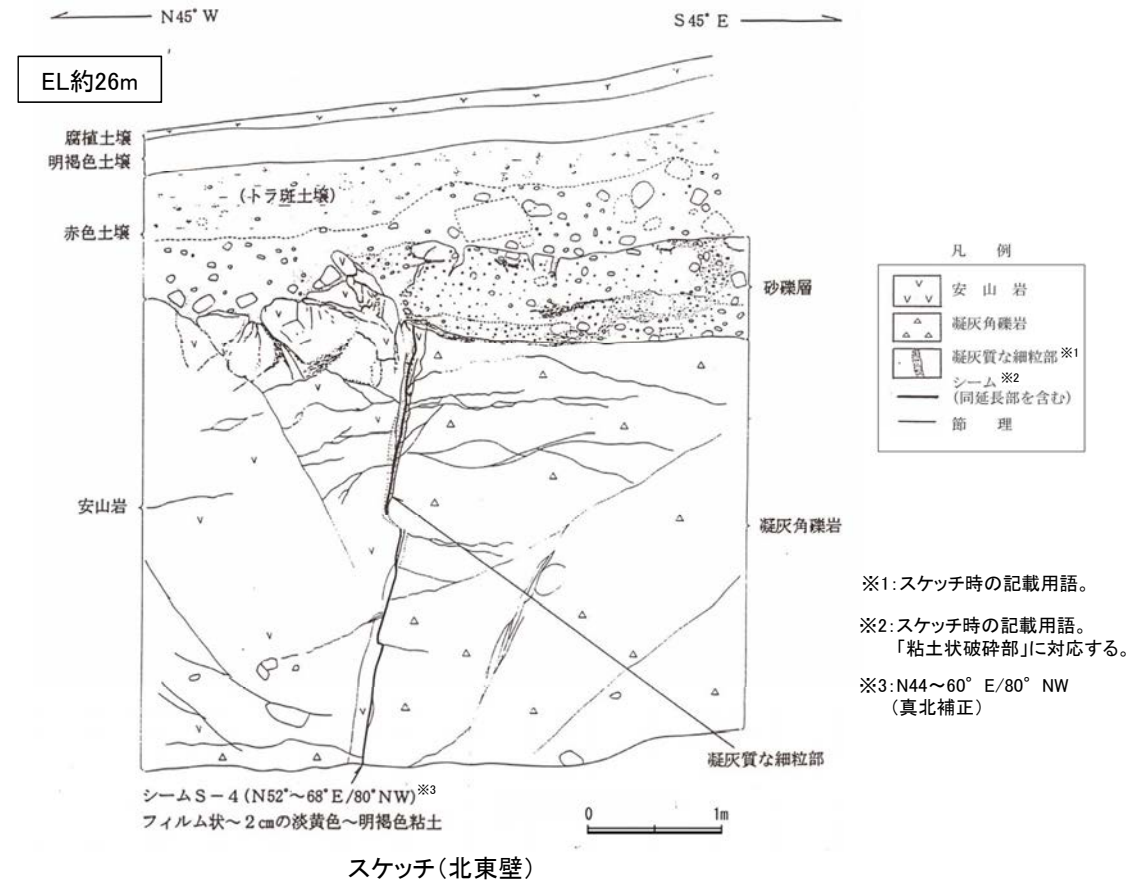 N45°W
S45°E
EL約26m
腐植土壌
明褐色土壌
(トラ斑土壌)
赤色土壌
砂礫層
安山岩
凝灰角礫岩
凝灰質な細粒部
シームS-4(N52°~68°E/80°NW)※3
フィルム状~2㎝の淡黄色~明褐色粘土
0 1m
スケッチ(北東壁)
凡 例
安 山 岩
凝灰角礫岩
凝灰質な細粒部※1
シーム※2
(同延長部を含む)
節 理
※1:スケッチ時の記載用語。
※2:スケッチ時の記載用語。
「粘土状破砕部」に対応する。
※3:N44~60°E/80°NW
(真北補正)